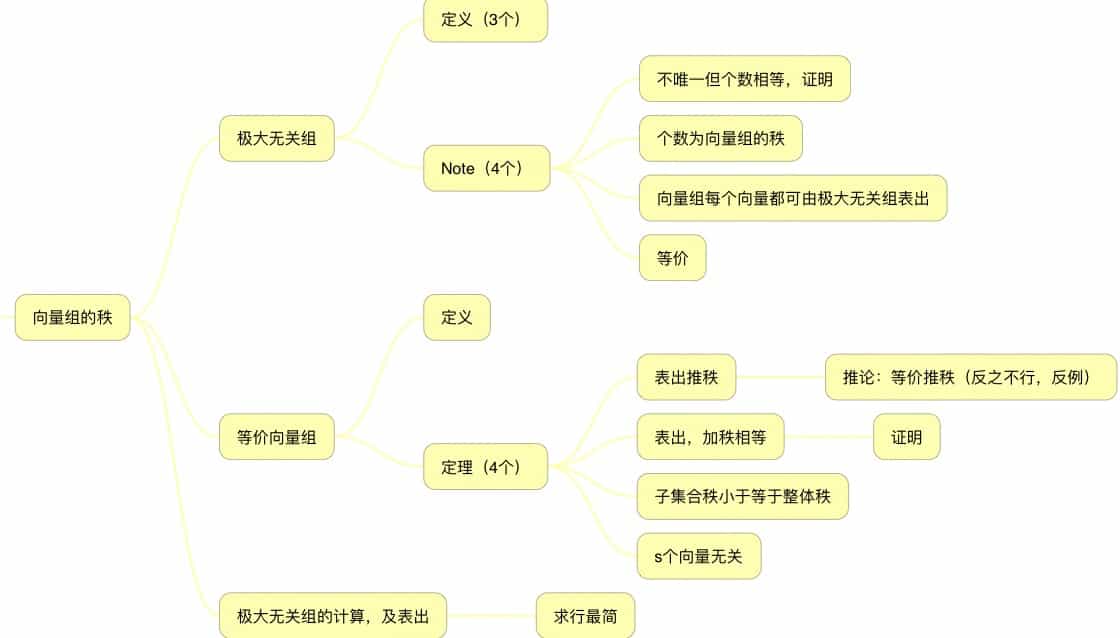 定义（3个）
不唯一但个数相等，证明
极大无关组
个数为向量组的秩
Note（4个）
向量组每个向量都可由极大无关组表出
等价
向量组的秩
定义
表出推秩
推论：等价推秩（反之不行，反例）
等价向量组
表出，加秩相等
证明
定理（4个）
子集合秩小于等于整体秩
s个向量无关
极大无关组的计算，及表出
求行最简